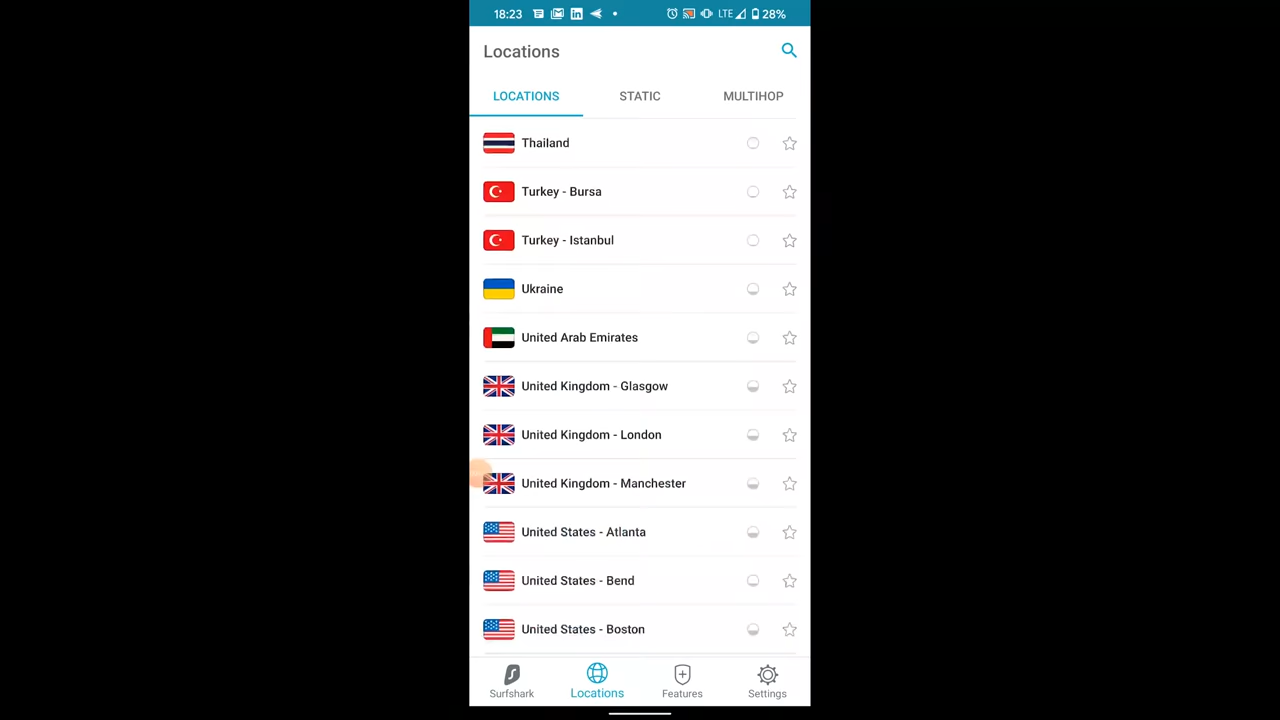 18:23
LTE
28%
Locations
LOCATIONS
STATIC
MULTIHOP
Thailand
Turkey - Bursa
Turkey - Istanbul
Ukraine
United Arab Emirates
United Kingdom - Glasgow
United Kingdom - London
United Kingdom - Manchester
United States - Atlanta
United States - Bend
United States - Boston
Surfshark
Locations
Features
Settings